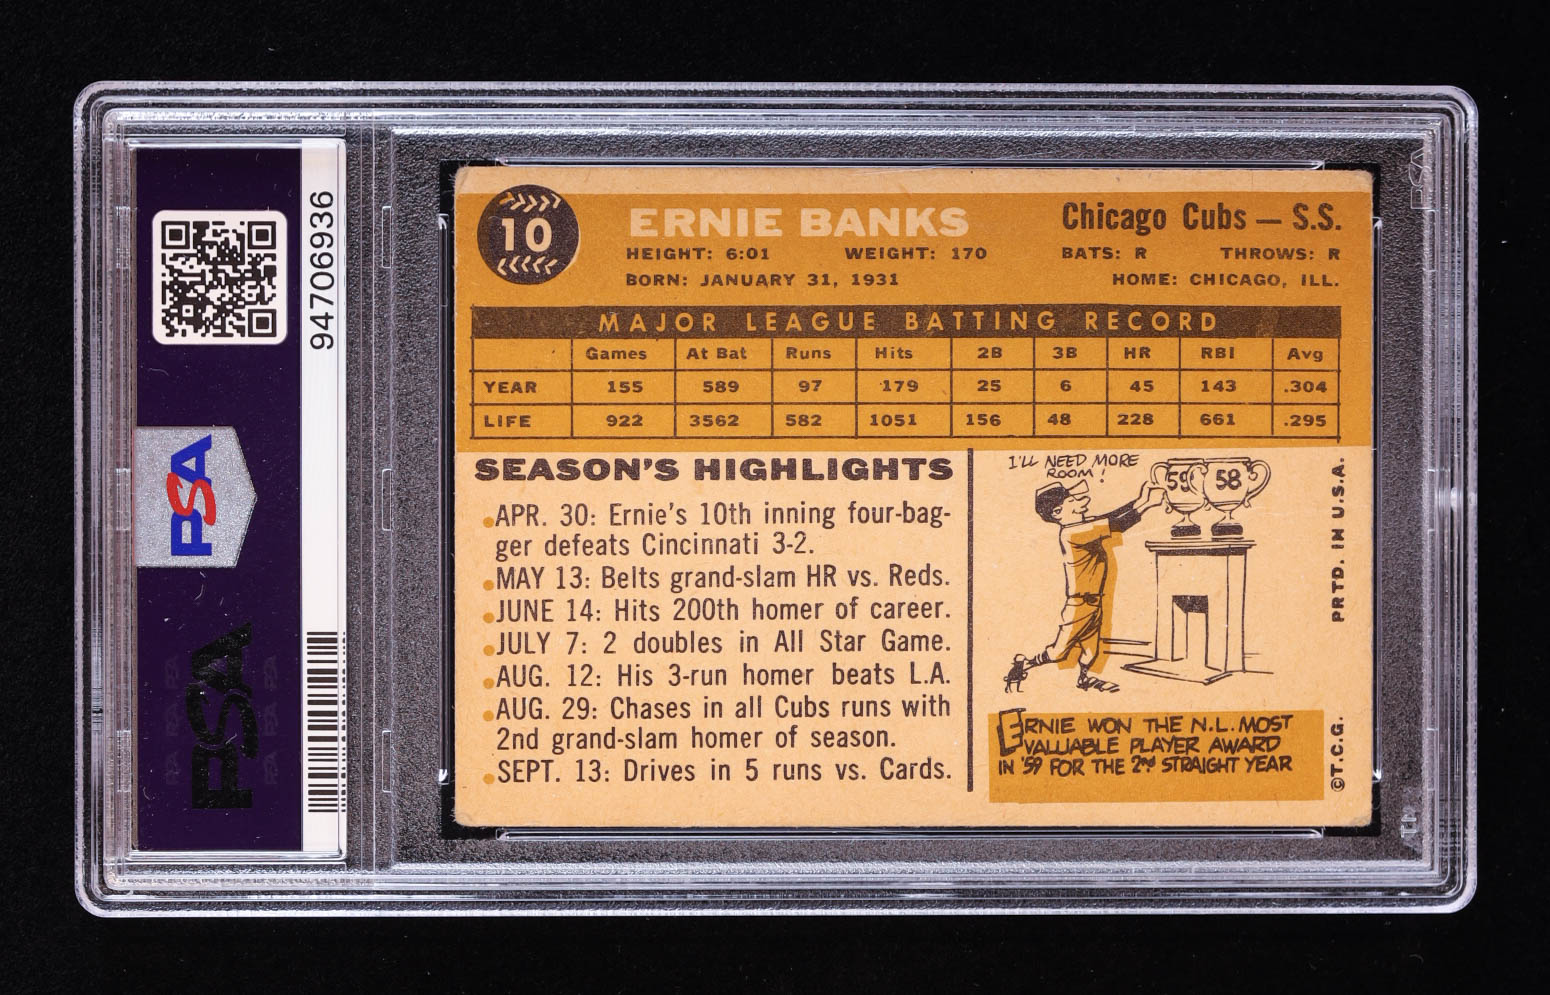 94706936
PSA
PSA
10
ERNIE BANKS
Chicago Cubs — S.S.
HEIGHT: 6:01 WEIGHT: 170 BATS: R THROWS: R
BORN: JANUARY 31, 1931 HOME: CHICAGO, ILL.
MAJOR LEAGUE BATTING RECORD
Games At Bat Runs Hits 2B 3B HR RBI Avg
YEAR 155 589 97 179 25 6 45 143 .304
LIFE 922 3562 582 1051 156 48 228 661 .295
SEASON'S HIGHLIGHTS
APR. 30: Ernie's 10th inning four-bag-
ger defeats Cincinnati 3-2.
MAY 13: Belts grand-slam HR vs. Reds.
JUNE 14: Hits 200th homer of career.
JULY 7: 2 doubles in All Star Game.
AUG. 12: His 3-run homer beats L.A.
AUG. 29: Chases in all Cubs runs with
2nd grand-slam homer of season.
SEPT. 13: Drives in 5 runs vs. Cards.
I'LL NEED MORE
ROOM!
59 58
ERNIE WON THE N.L. MOST
VALUABLE PLAYER AWARD
IN '59 FOR THE 2ND STRAIGHT YEAR
PRTD. IN U.S.A.
©T.C.G.